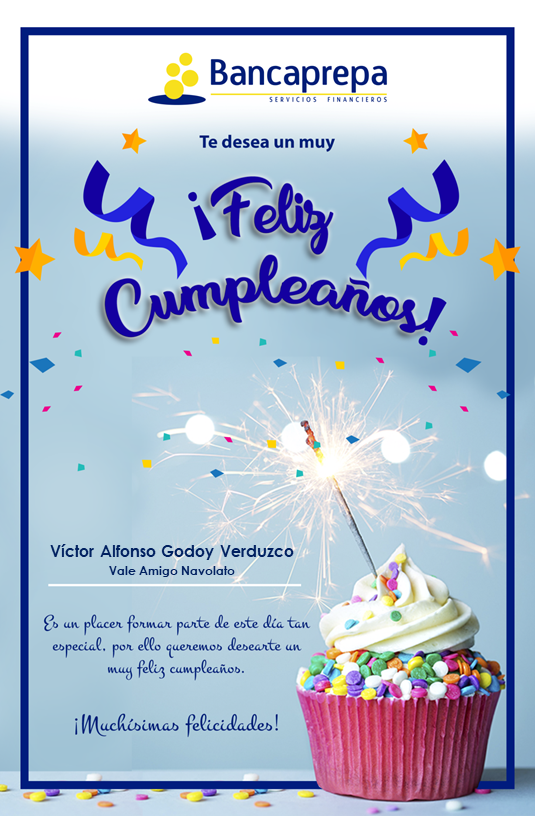 Bancaprepa
SERVICIOS FINANCIEROS
Te desea un muy
¡Feliz
Cumpleaños!
Víctor Alfonso Godoy Verduzco
Vale Amigo Navolato
Es un placer formar parte de este día tan
especial, por ello queremos desearte un
muy feliz cumpleaños.
¡Muchísimas felicidades!